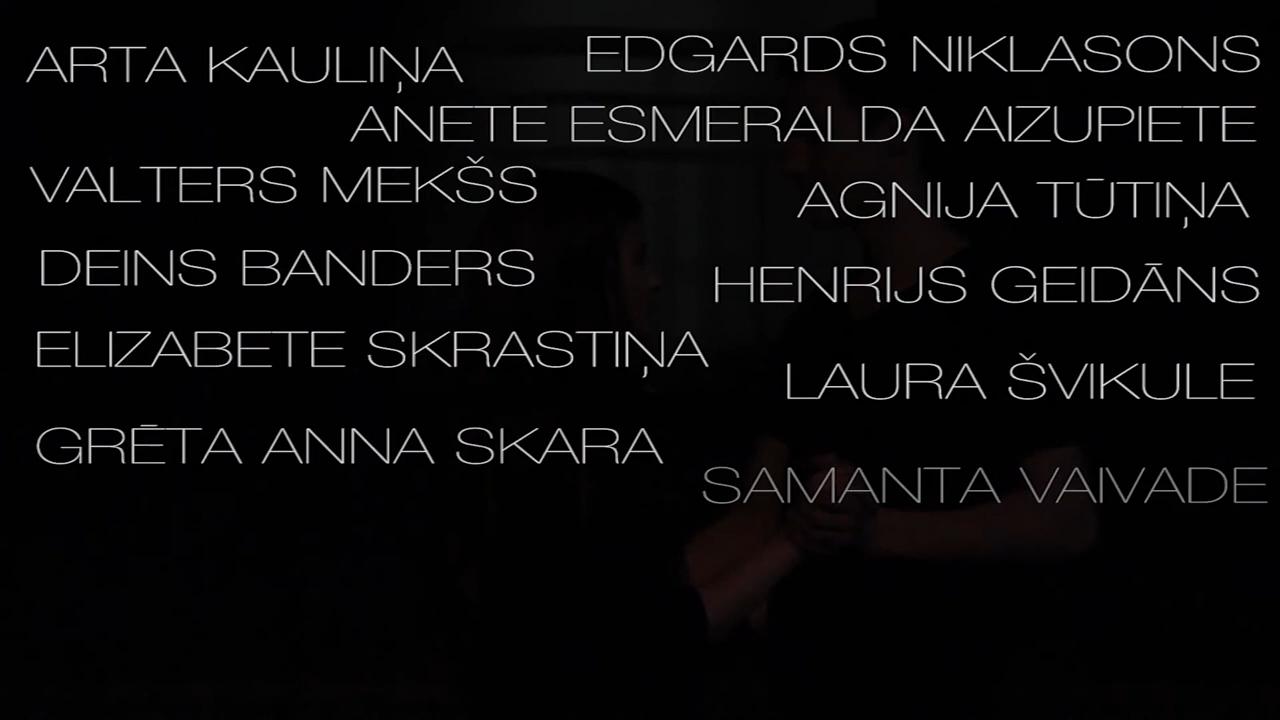 ARTA KAULIŅA
EDGARDS NIKLASONS
ANETE ESMERALDA AIZUPIETE
VALTERS MEKŠS
AGNIJA TŪTIŅA
DEINS BANDERS
HENRIJS GEIDĀNS
ELIZABETE SKRASTIŅA
LAURA ŠVIKULE
GRĒTA ANNA SKARA
SAMANTA VAIVADE